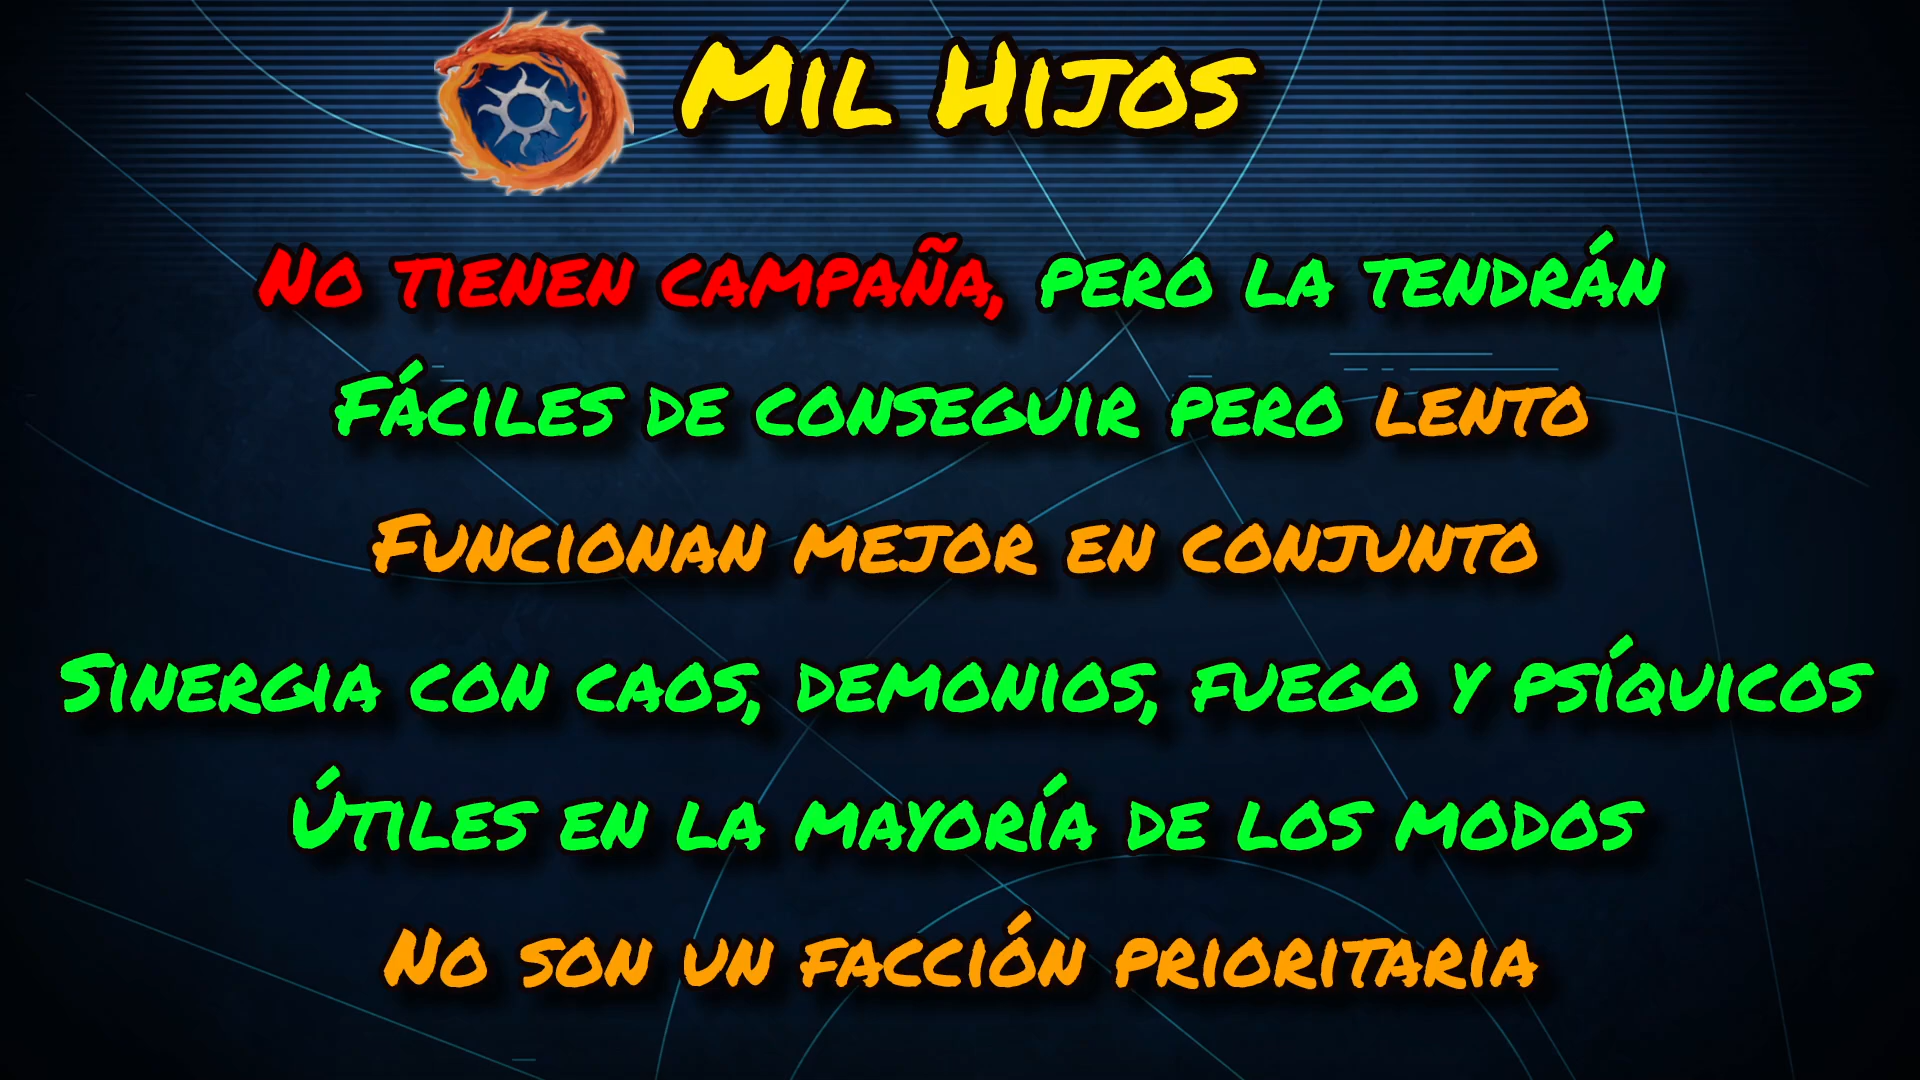 Mil Hijos
No tienen campaña, pero la tendrán
Fáciles de conseguir pero lento
Funcionan mejor en conjunto
Sinergia con caos, demonios, fuego y psíquicos
Útiles en la mayoría de los modos
No son un facción prioritaria